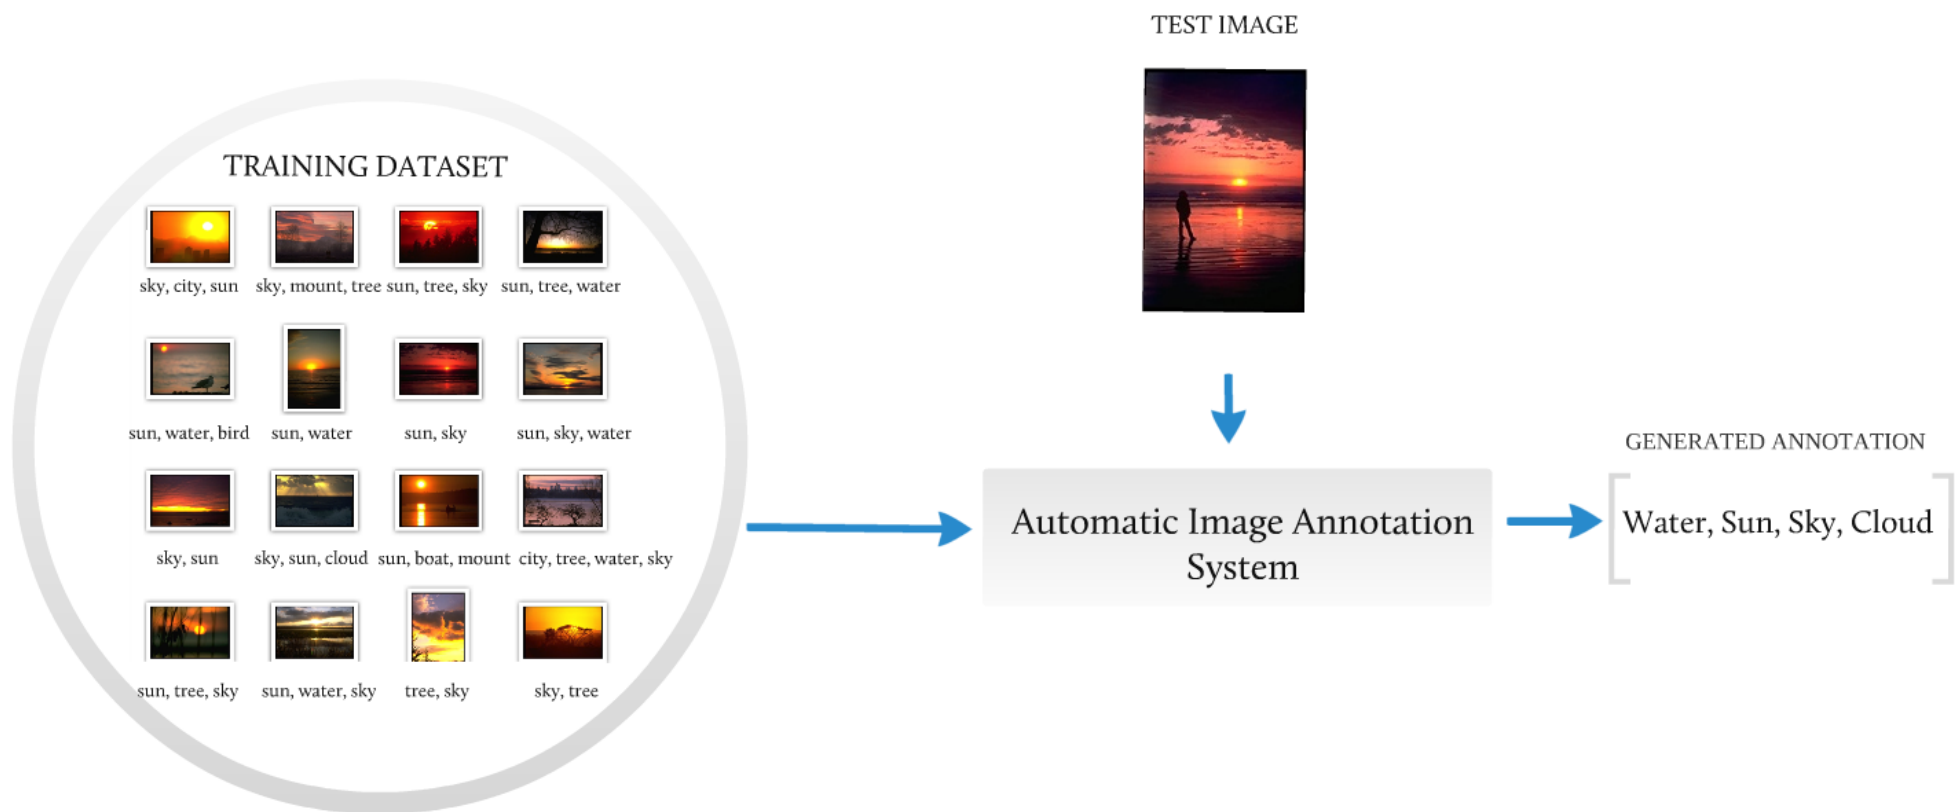 TEST IMAGE
TRAINING DATASET
sky, city, sun
sky, mount, tree
sun, tree, sky
sun, tree, water
sun, water, bird
sun, water
sun, sky
sun, sky, water
sky, sun
sky, sun, cloud
sun, boat, mount
city, tree, water, sky
sun, tree, sky
sun, water, sky
tree, sky
sky, tree
Automatic Image Annotation
System
GENERATED ANNOTATION
Water, Sun, Sky, Cloud